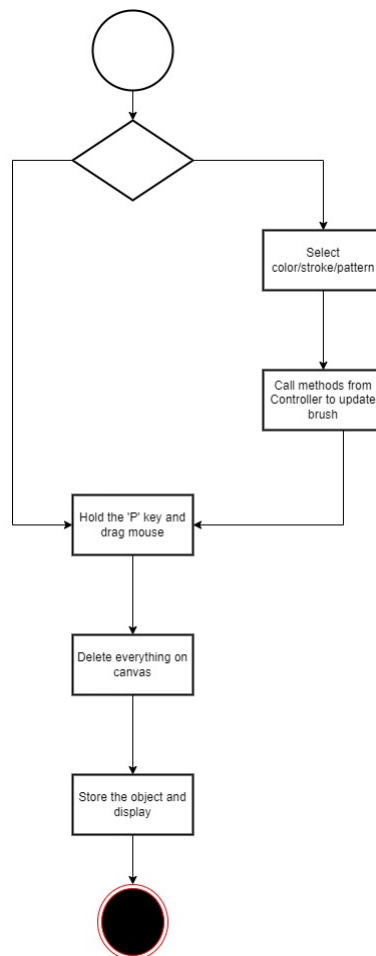 Select
color/stroke/pattern
Call methods from
Controller to update
brush
Hold the 'P' key and
drag mouse
Delete everything on
canvas
Store the object and
display